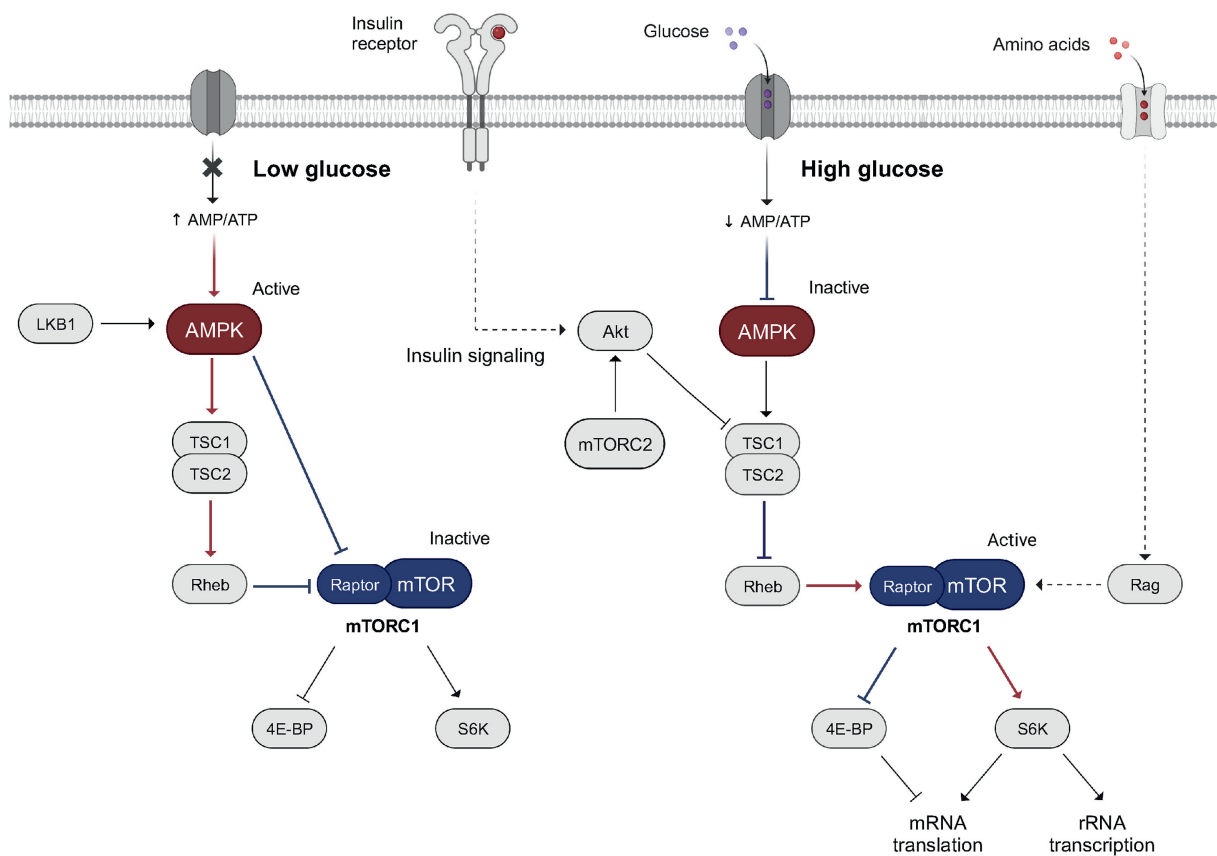 Insulin
receptor
Glucose
Amino acids
Low glucose
High glucose
↑ AMP/ATP
↓ AMP/ATP
Active
Inactive
LKB1
AMPK
Akt
AMPK
Insulin signaling
TSC1
TSC2
mTORC2
TSC1
TSC2
Inactive
Active
Rheb
Raptor
mTOR
Rheb
Raptor
mTOR
Rag
mTORC1
mTORC1
4E-BP
S6K
4E-BP
S6K
mRNA
translation
rRNA
transcription